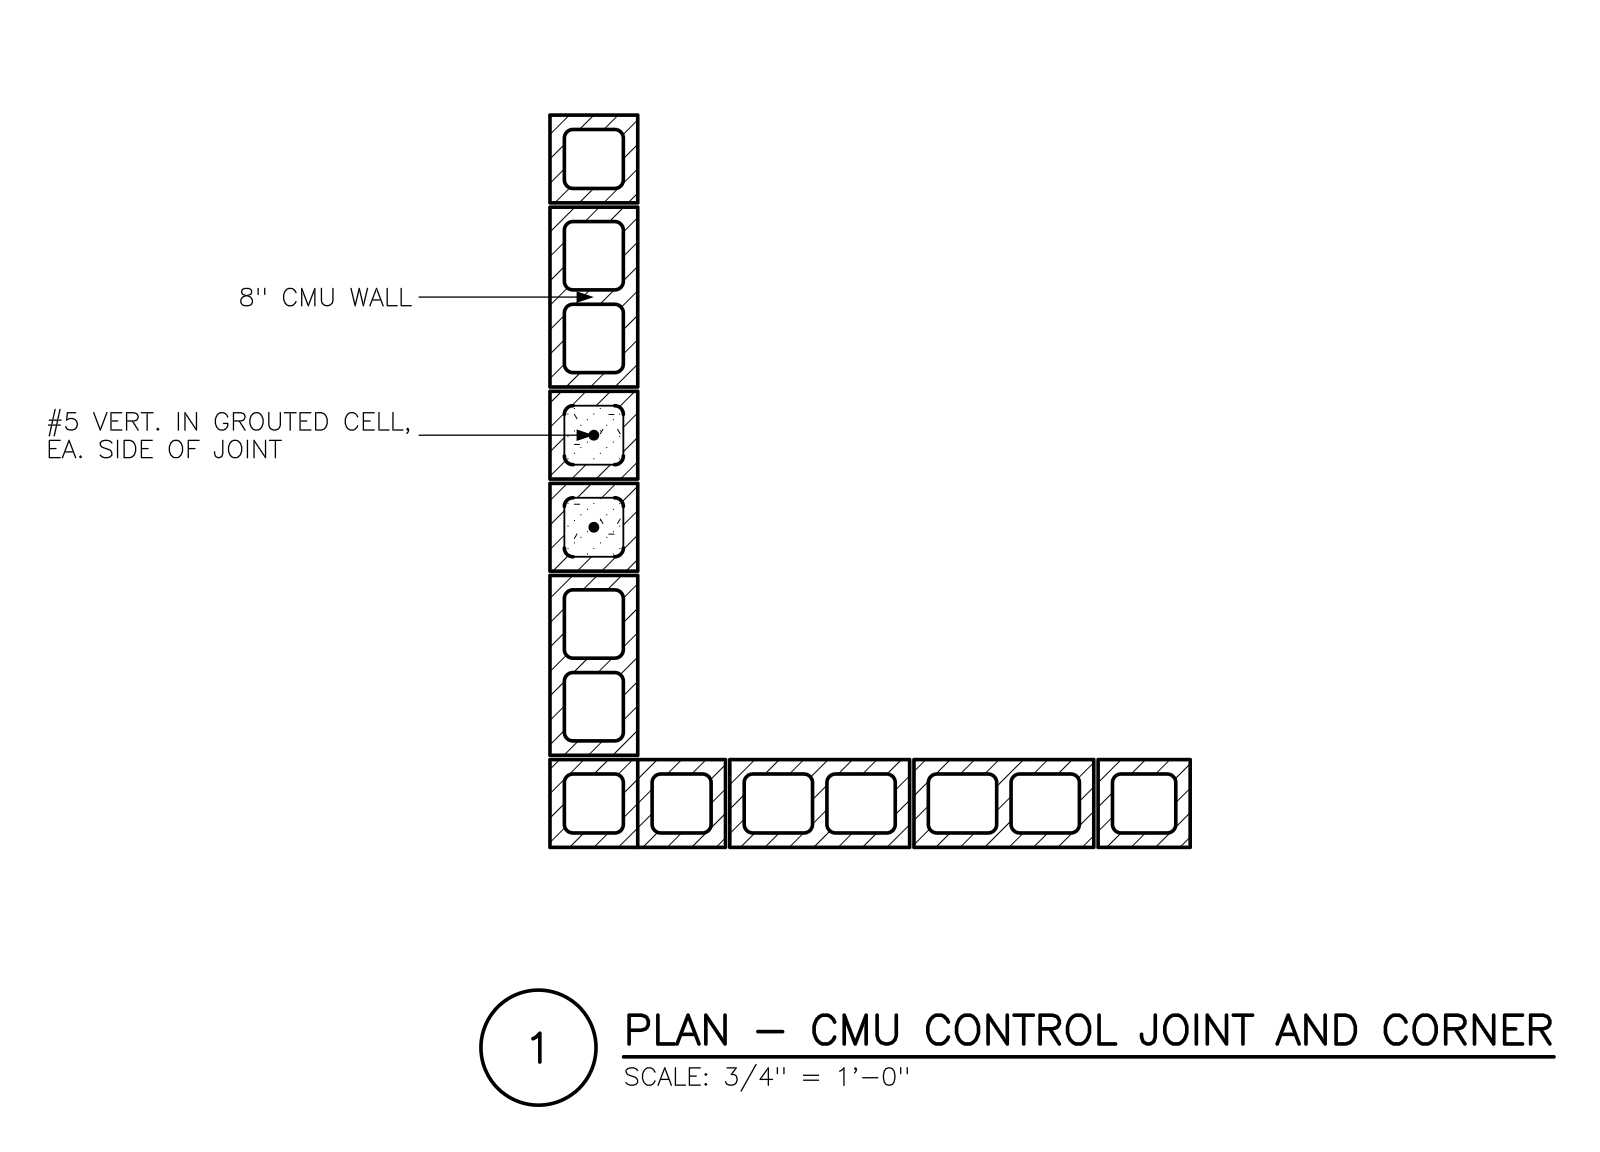 8" CMU WALL
#5 VERT. IN GROUTED CELL,
EA. SIDE OF JOINT
1
PLAN – CMU CONTROL JOINT AND CORNER
SCALE: 3/4" = 1'–0"